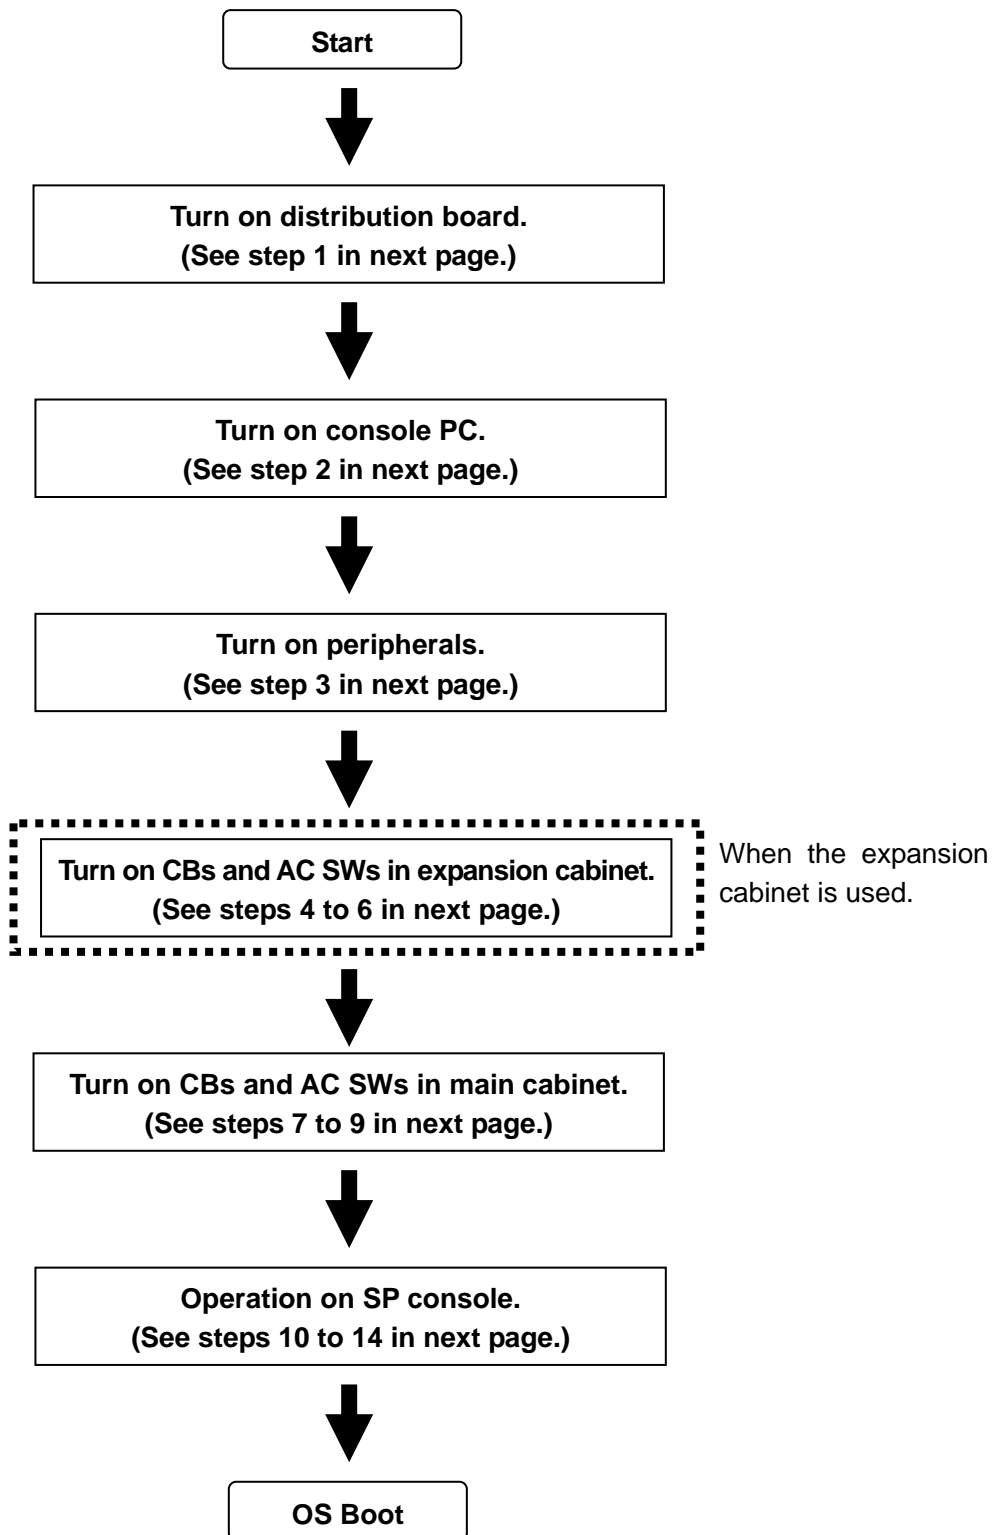 Start
Turn on distribution board.
(See step 1 in next page.)
Turn on console PC.
(See step 2 in next page.)
Turn on peripherals.
(See step 3 in next page.)
Turn on CBs and AC SWs in expansion cabinet.
(See steps 4 to 6 in next page.)
When the expansion
cabinet is used.
Turn on CBs and AC SWs in main cabinet.
(See steps 7 to 9 in next page.)
Operation on SP console.
(See steps 10 to 14 in next page.)
OS Boot